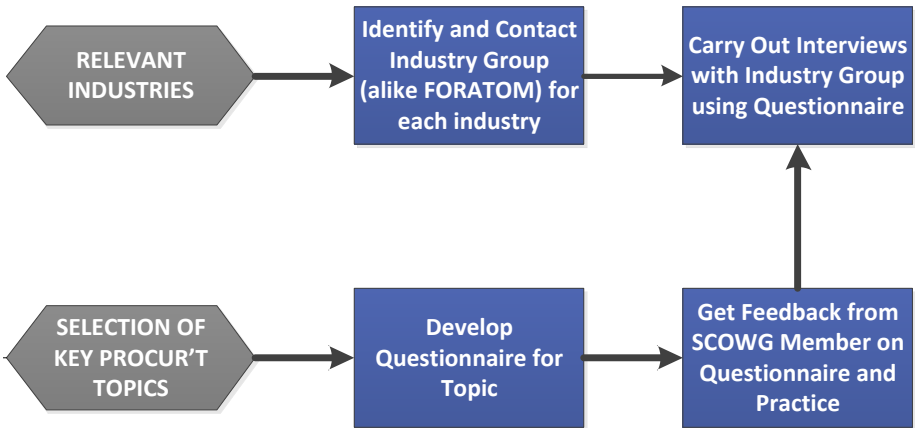 RELEVANT
INDUSTRIES
Identify and Contact
Industry Group
(alike FORATOM) for
each industry
Carry Out Interviews
with Industry Group
using Questionnaire
SELECTION OF
KEY PROCUR’T
TOPICS
Develop
Questionnaire for
Topic
Get Feedback from
SCOWG Member on
Questionnaire and
Practice